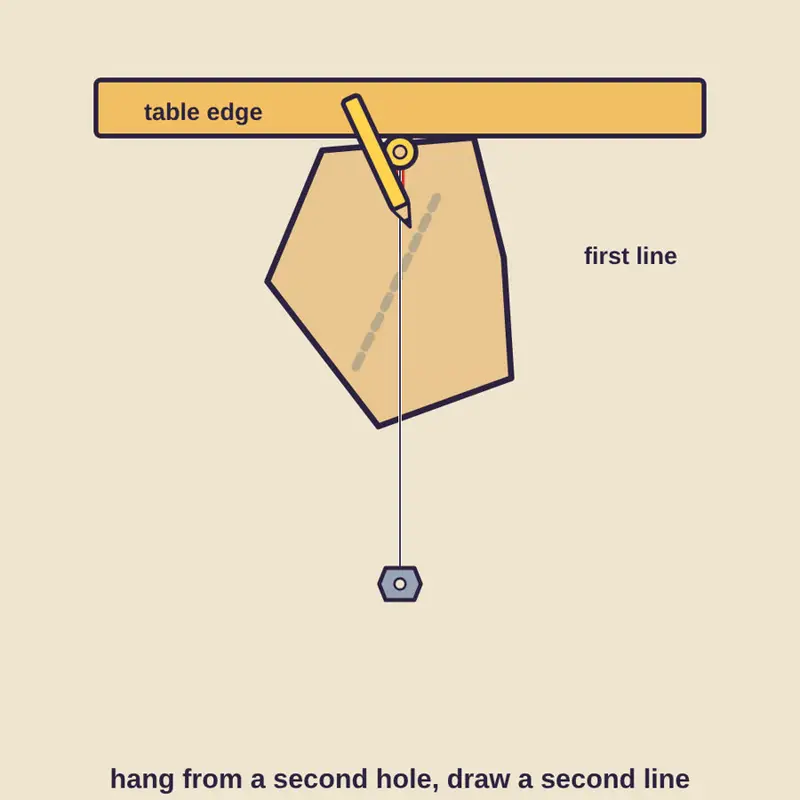 table edge
first line
hang from a second hole, draw a second line